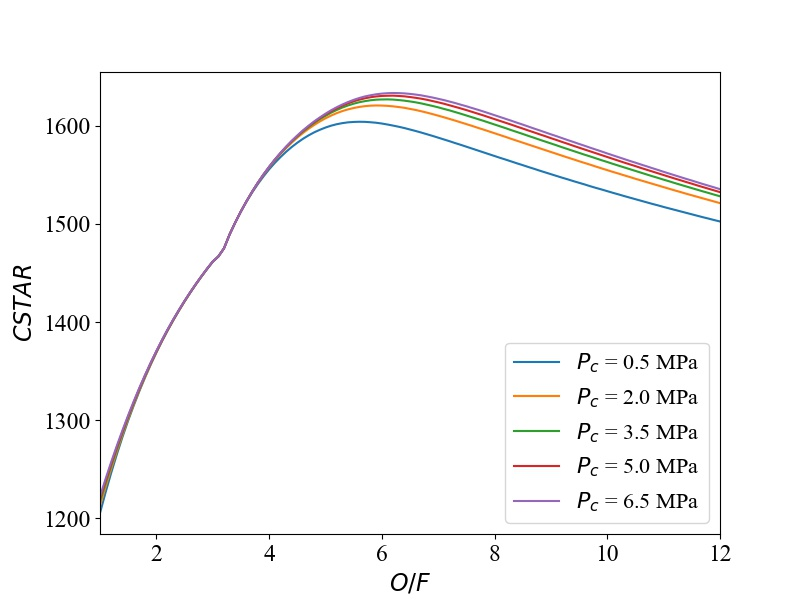 1600
1500
1400
1300
1200
CSTAR
2 4 6 8 10 12
O/F
P_c = 0.5 MPa
P_c = 2.0 MPa
P_c = 3.5 MPa
P_c = 5.0 MPa
P_c = 6.5 MPa